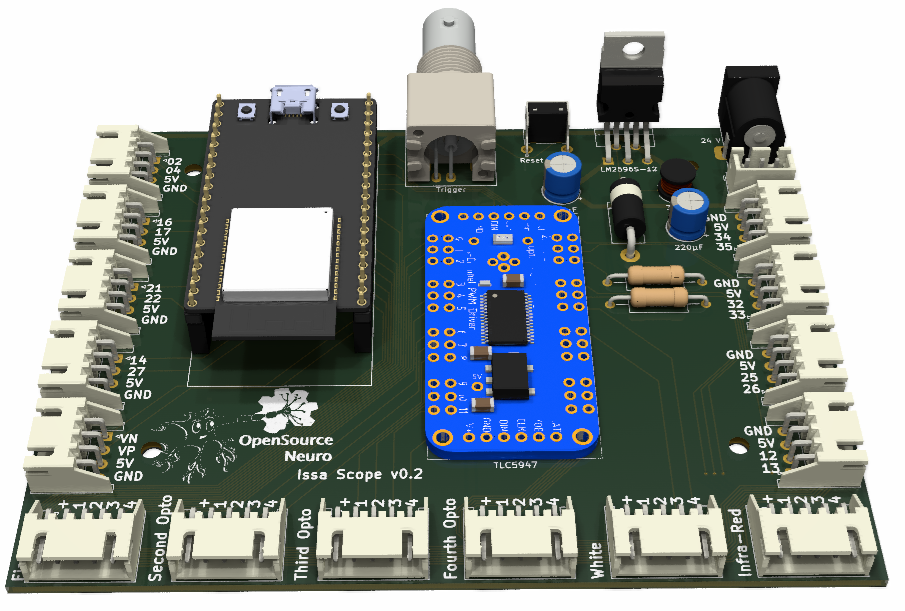 Trigger
Reset
LM2596S-12
24 V
220µF
02
04
5V
GND
16
17
5V
GND
21
22
5V
GND
14
27
5V
GND
VN
VP
5V
GND
GND
5V
34
35
GND
5V
32
33
GND
5V
25
26
GND
5V
12
13
TLC5947
OpenSource
Neuro
Issa Scope v0.2
+ 1 2 3 4
Second Opto
+ 1 2 3 4
Third Opto
+ 1 2 3 4
Fourth Opto
+ 1 2 3 4
White
+ 1 2 3 4
Infra-Red
+ 1 2 3 4